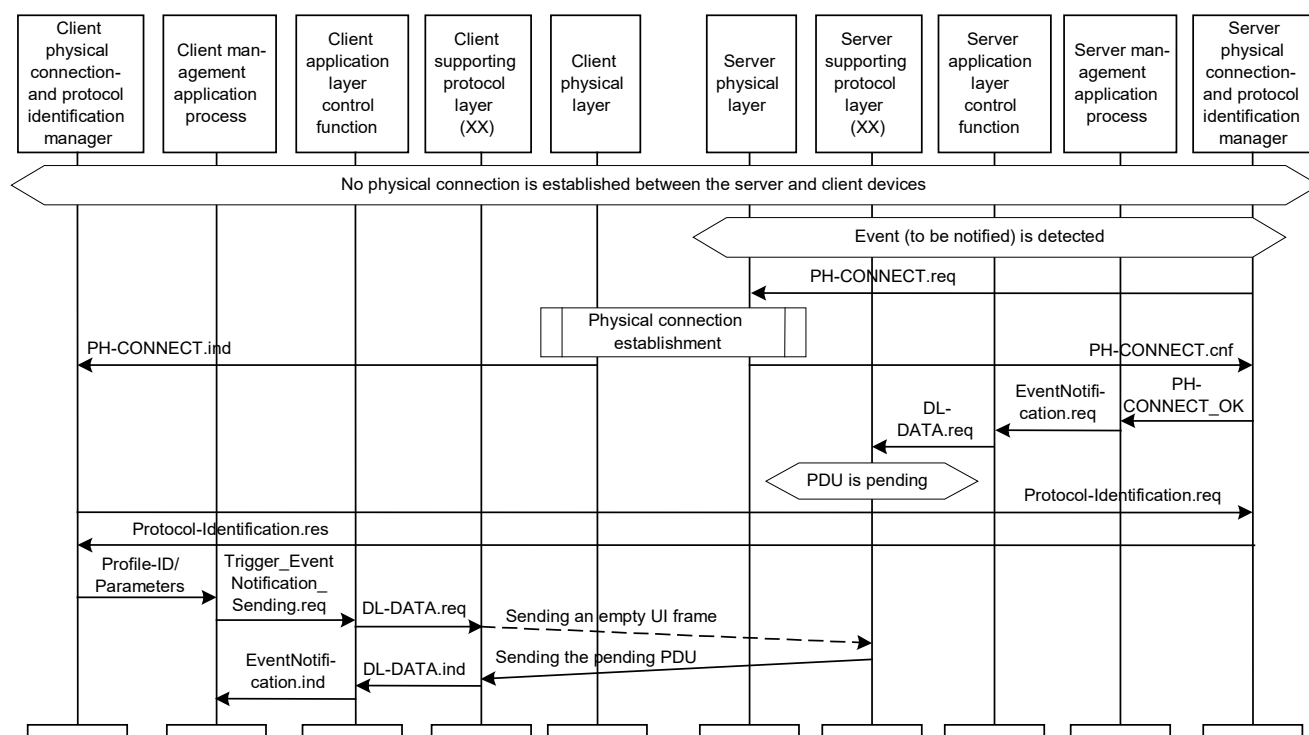 Client
physical
connection-
and protocol
identification
manager
Client man-
agement
application
process
Client
application
layer
control
function
Client
supporting
protocol
layer
(XX)
Client
physical layer
Server
physical
layer
Server
supporting
protocol
layer
(XX)
Server
application
layer
control
function
Server man-
agement
application
process
Server
physical
connection-
and protocol
identification
manager
No physical connection is established between the server and client devices
Event (to be notified) is detected
PH-CONNECT.req
Physical connection
establishment
PH-CONNECT.ind
PH-CONNECT.cnf
PH-
CONNECT_OK
EventNotifi-
cation.req
DL-
DATA.req
PDU is pending
Protocol-Identification.req
Protocol-Identification.res
Profile-ID/
Parameters
Trigger_Event
Notification_
Sending.req
DL-DATA.req
Sending an empty UI frame
Sending the pending PDU
DL-DATA.ind
EventNotifi-
cation.ind